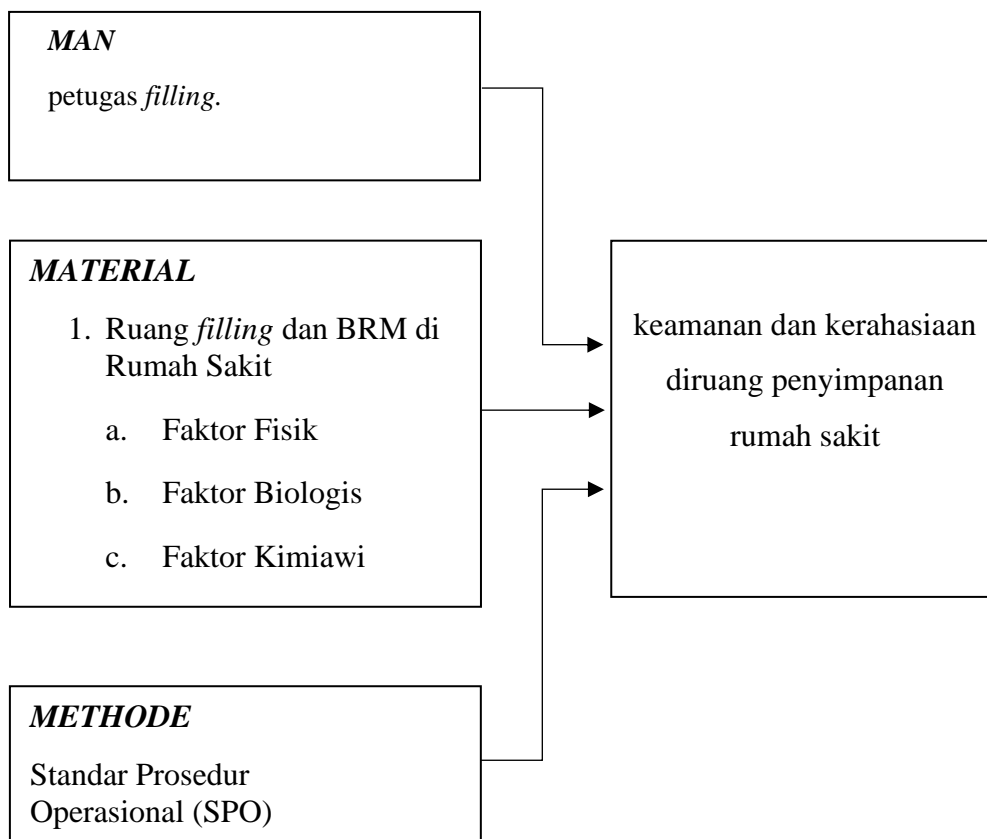 MAN
petugas filling.
MATERIAL
1. Ruang filling dan BRM di
Rumah Sakit
a. Faktor Fisik
b. Faktor Biologis
c. Faktor Kimiawi
METHODE
Standar Prosedur
Operasional (SPO)
keamanan dan kerahasiaan
diruang penyimpanan
rumah sakit